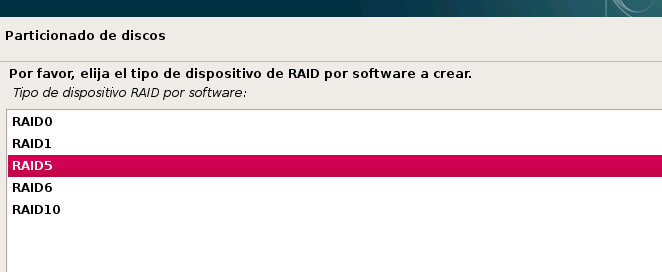 Particionado de discos
Por favor, elija el tipo de dispositivo de RAID por software a crear.
Tipo de dispositivo RAID por software:
RAID0
RAID1
RAID5
RAID6
RAID10